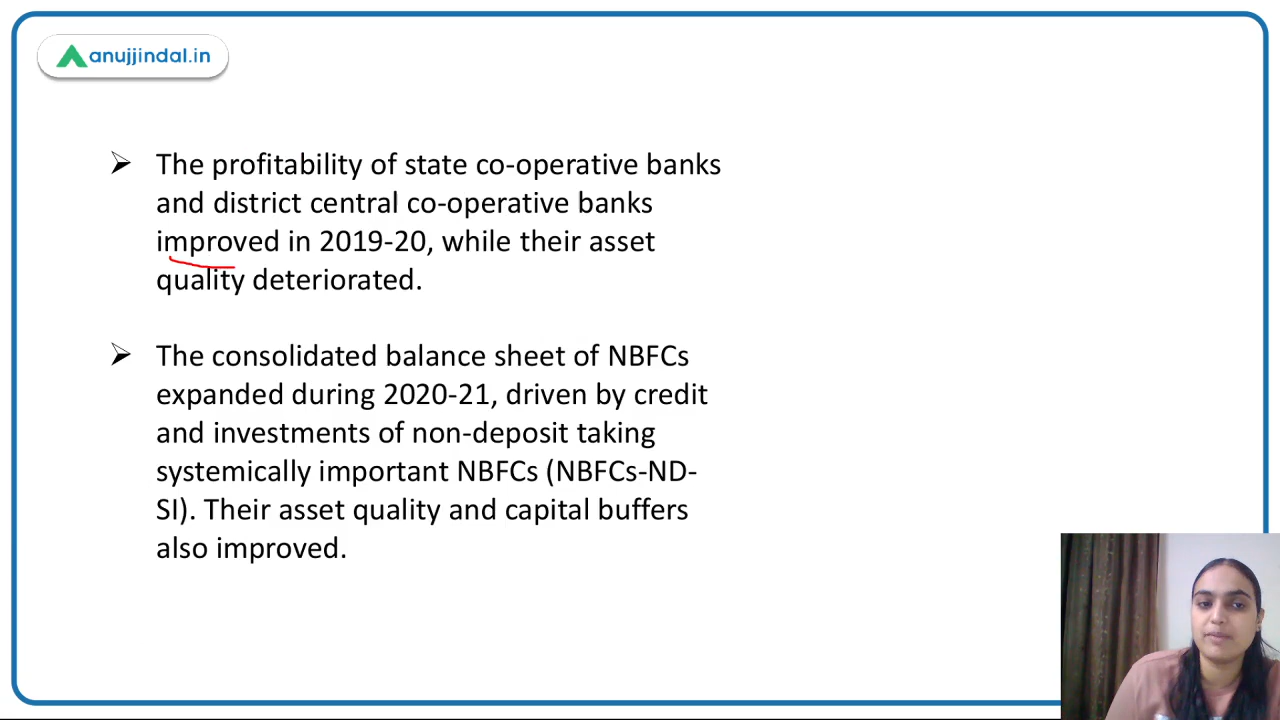 anujjindal.in
The profitability of state co-operative banks
and district central co-operative banks
improved in 2019-20, while their asset
quality deteriorated.
The consolidated balance sheet of NBFCs
expanded during 2020-21, driven by credit
and investments of non-deposit taking
systemically important NBFCs (NBFCs-ND-
SI). Their asset quality and capital buffers
also improved.